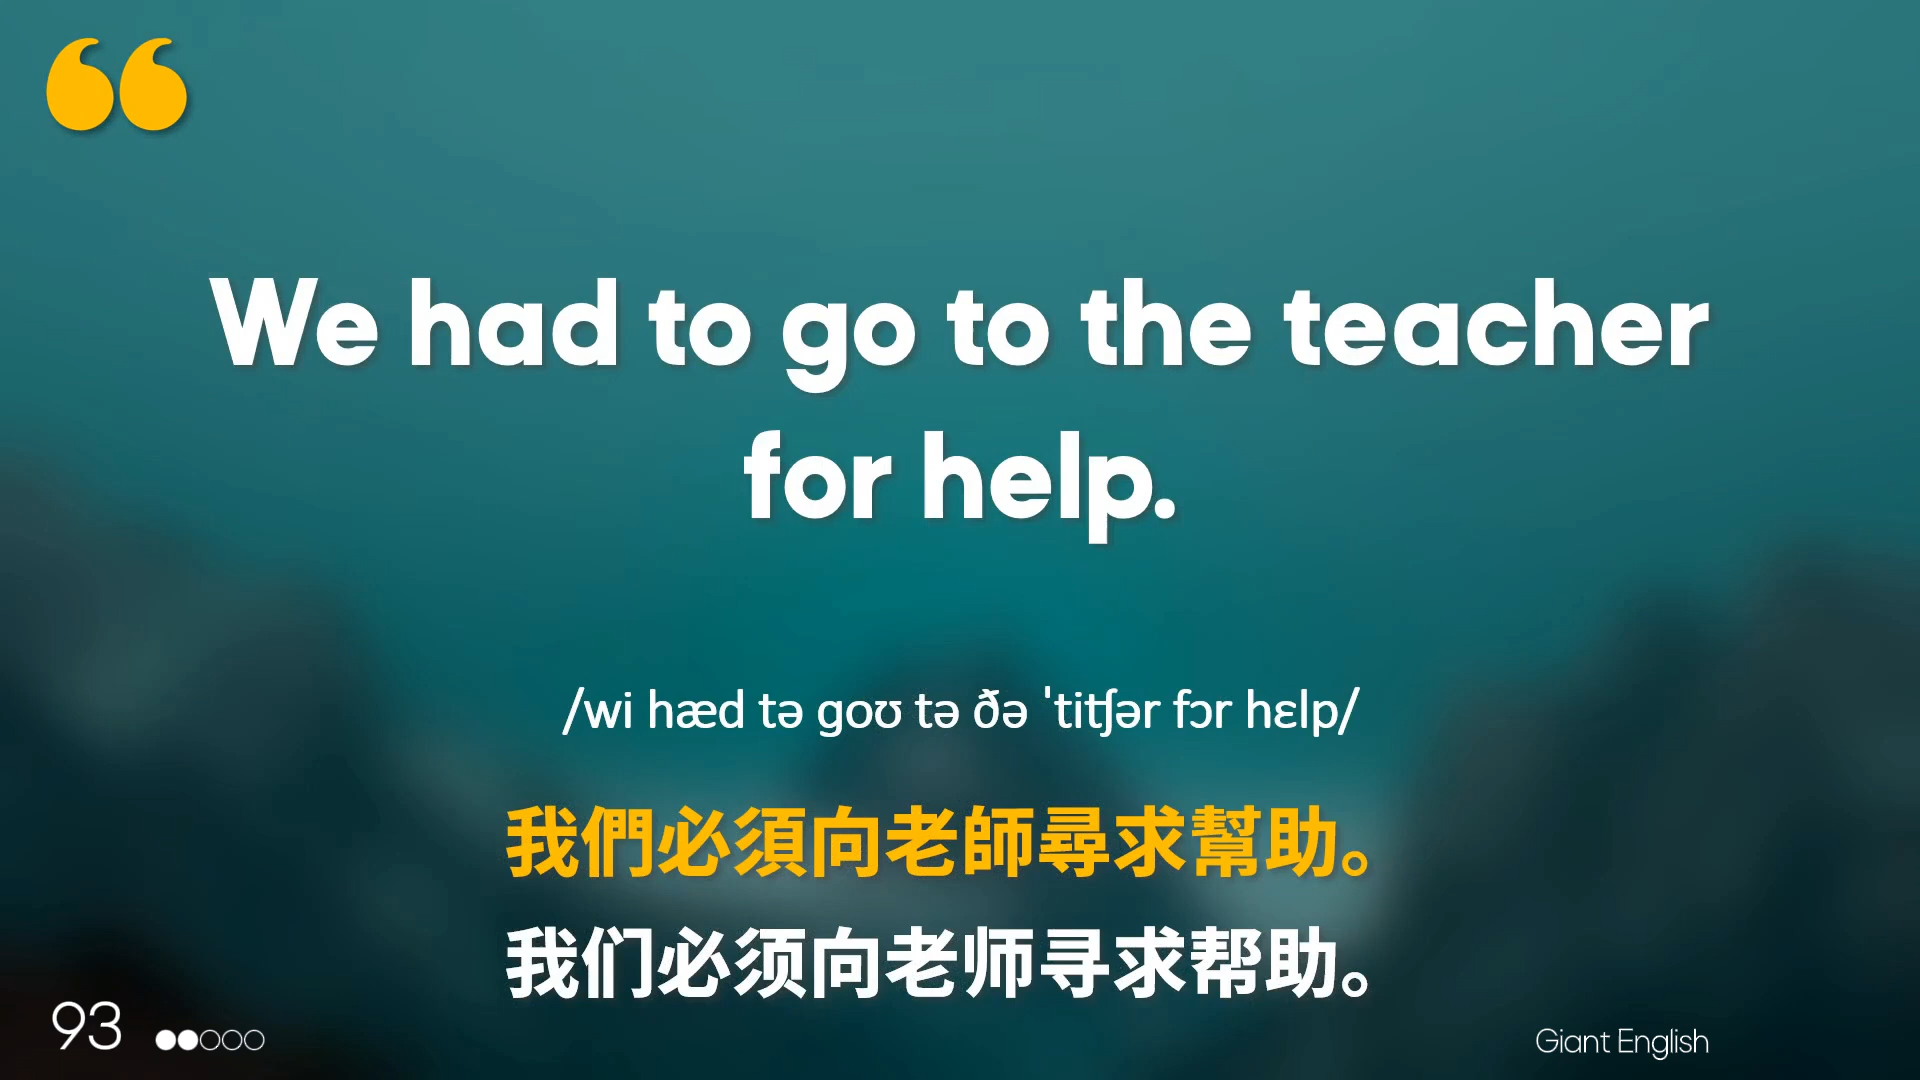 We had to go to the teacher
for help.
/wi hæd tə goʊ tə ðə ˈtiʧər fɔr hɛlp/
我們必須向老師尋求幫助。
我们必须向老师寻求帮助。
93
Giant English